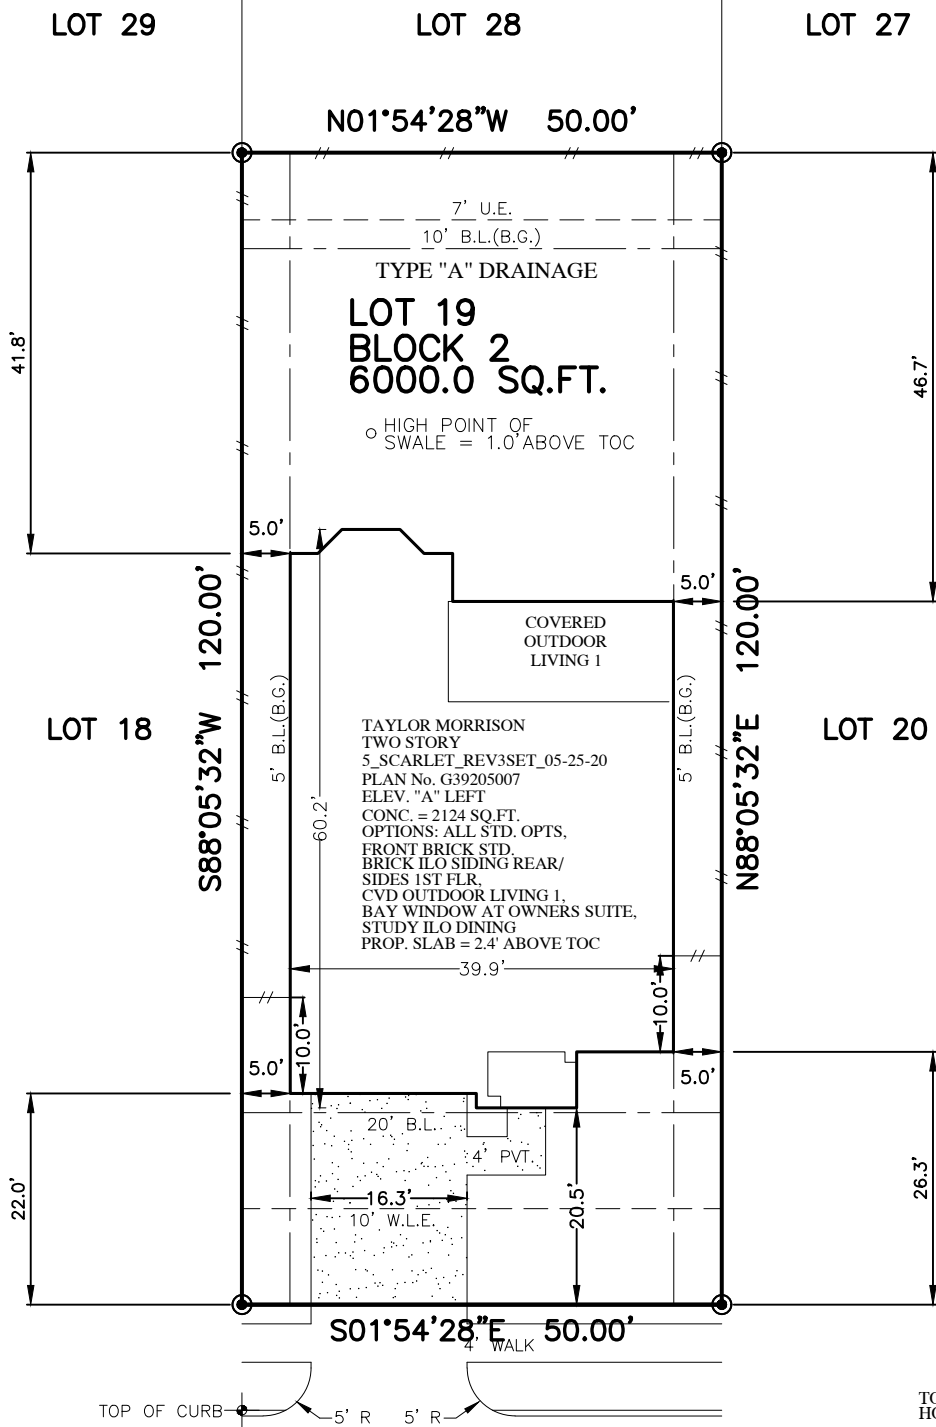 LOT 29
LOT 28
LOT 27
N01°54'28"W 50.00'
7' U.E.
10' B.L.(B.G.)
TYPE "A" DRAINAGE
LOT 19
BLOCK 2
6000.0 SQ.FT.
HIGH POINT OF
SWALE = 1.0'ABOVE TOC
41.8'
46.7'
5.0'
5.0'
S88°05'32"W 120.00'
N88°05'32"E 120.00'
COVERED
OUTDOOR
LIVING 1
5' B.L.(B.G.)
5' B.L.(B.G.)
LOT 18
LOT 20
TAYLOR MORRISON
TWO STORY
5_SCARLET_REV3SET_05-25-20
PLAN No. G39205007
ELEV. "A" LEFT
CONC. = 2124 SQ.FT.
OPTIONS: ALL STD. OPTS,
FRONT BRICK STD.
BRICK ILO SIDING REAR/
SIDES 1ST FLR,
CVD OUTDOOR LIVING 1,
BAY WINDOW AT OWNERS SUITE,
STUDY ILO DINING
PROP. SLAB = 2.4' ABOVE TOC
60.2'
39.9'
10.0'
10.0'
5.0'
5.0'
20' B.L.
4' PVT.
16.3'
10' W.L.E.
20.5'
22.0'
26.3'
S01°54'28"E 50.00'
4' WALK
TOP OF CURB
5' R
5' R